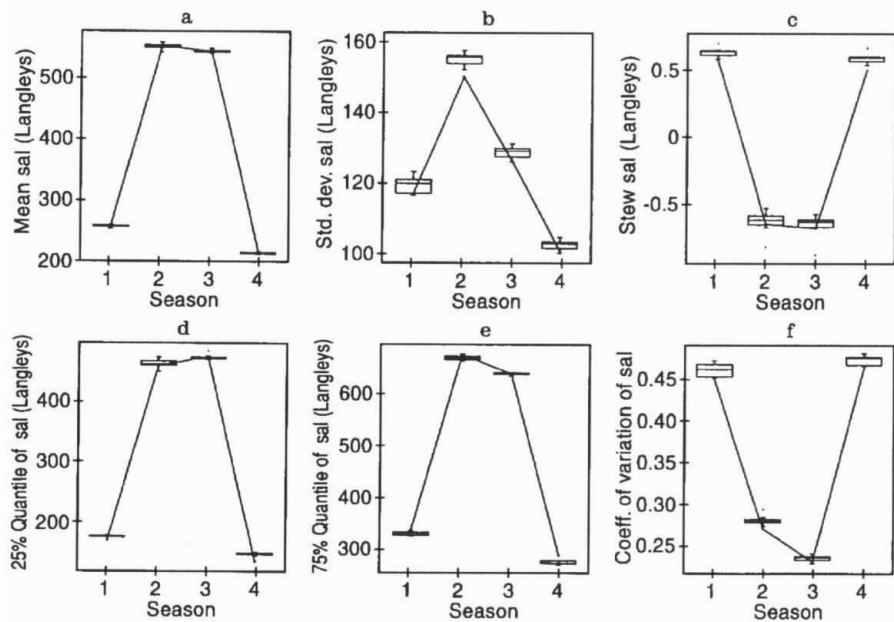 a
Mean sal (Langleys)
500
400
300
200
1 2 3 4
Season
b
Std. dev. sal (Langleys)
160
140
120
100
1 2 3 4
Season
c
Stew sal (Langleys)
0.5
0
-0.5
1 2 3 4
Season
d
25% Quantile of sal (Langleys)
400
400
300
200
1 2 3 4
Season
e
75% Quantile of sal (Langleys)
600
500
400
300
1 2 3 4
Season
f
Coeff. of variation of sal
0.45
0.40
0.35
0.30
0.25
1 2 3 4
Season